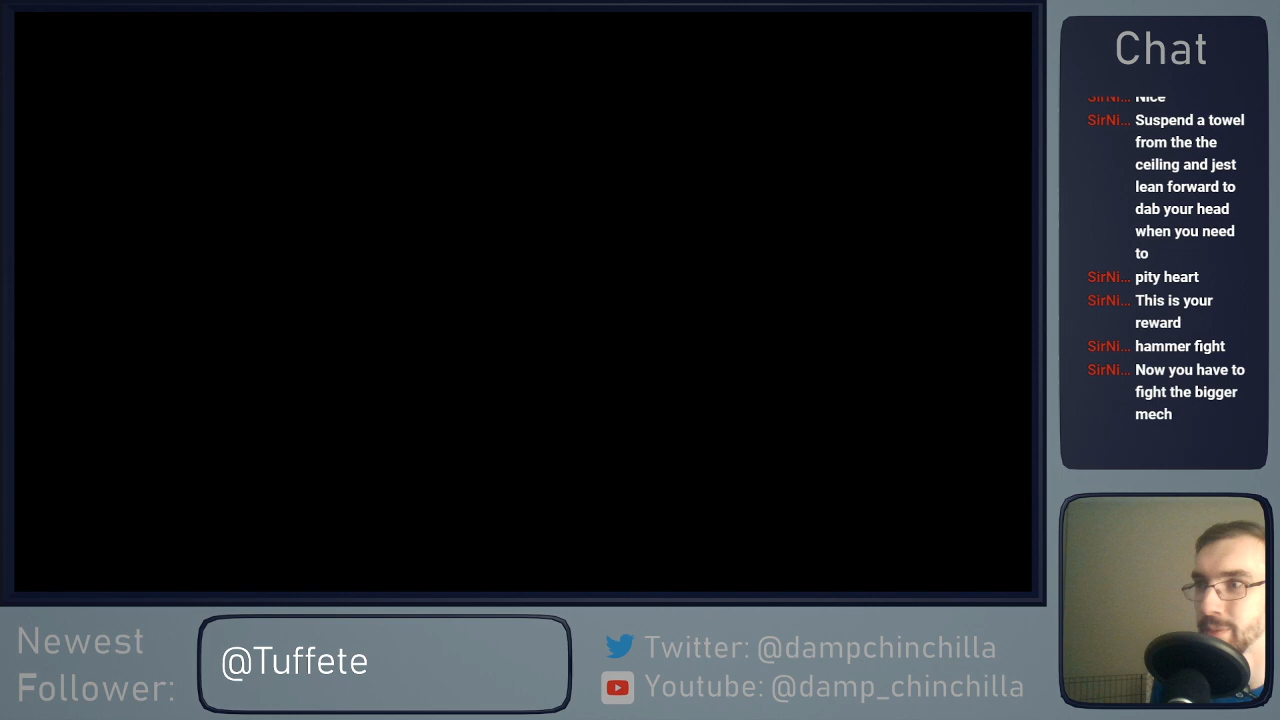 Chat
SirNi... Nice
SirNi... Suspend a towel
from the the
ceiling and jest
lean forward to
dab your head
when you need
to
SirNi... pity heart
SirNi... This is your
reward
SirNi... hammer fight
SirNi... Now you have to
fight the bigger
mech
Newest
Follower:
@Tuffete
Twitter: @dampchinchilla
Youtube: @damp_chinchilla